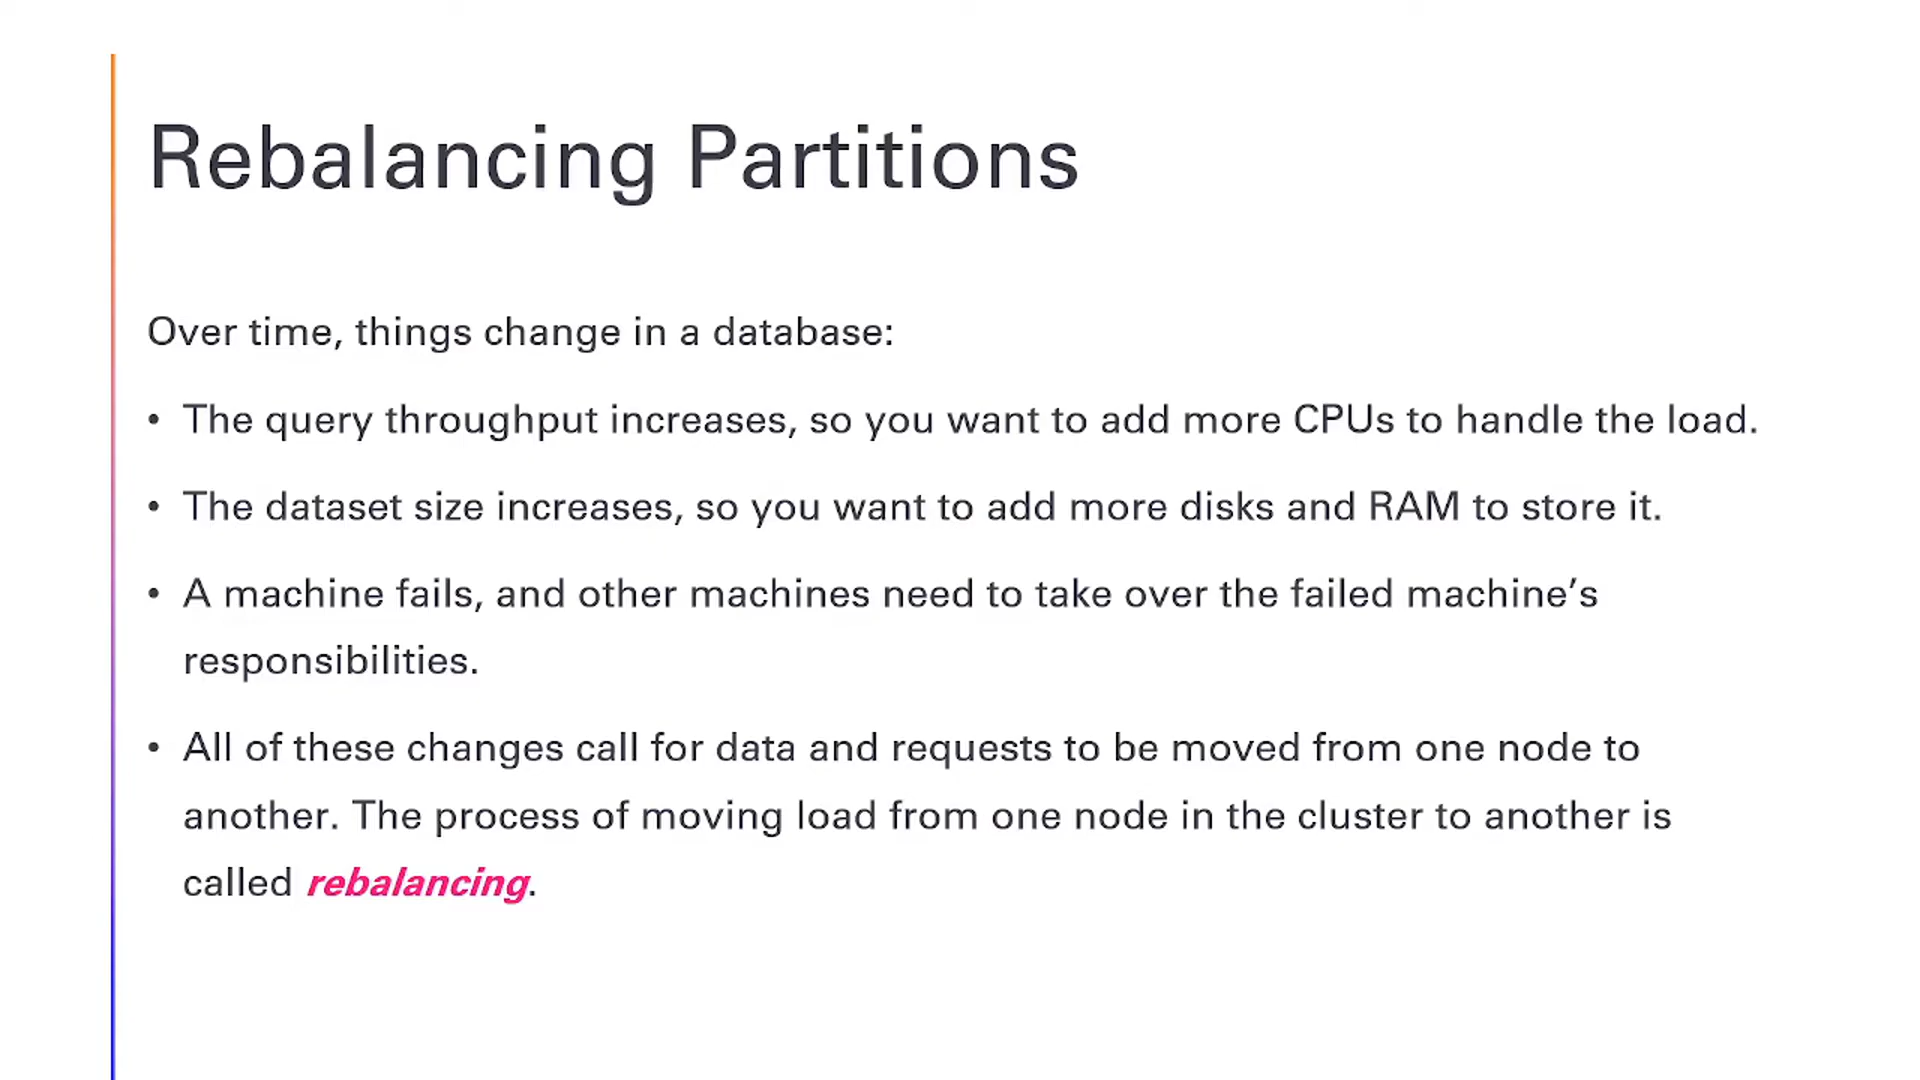 Rebalancing Partitions
Over time, things change in a database:
• The query throughput increases, so you want to add more CPUs to handle the load.
• The dataset size increases, so you want to add more disks and RAM to store it.
• A machine fails, and other machines need to take over the failed machine’s
responsibilities.
• All of these changes call for data and requests to be moved from one node to
another. The process of moving load from one node in the cluster to another is
called rebalancing.